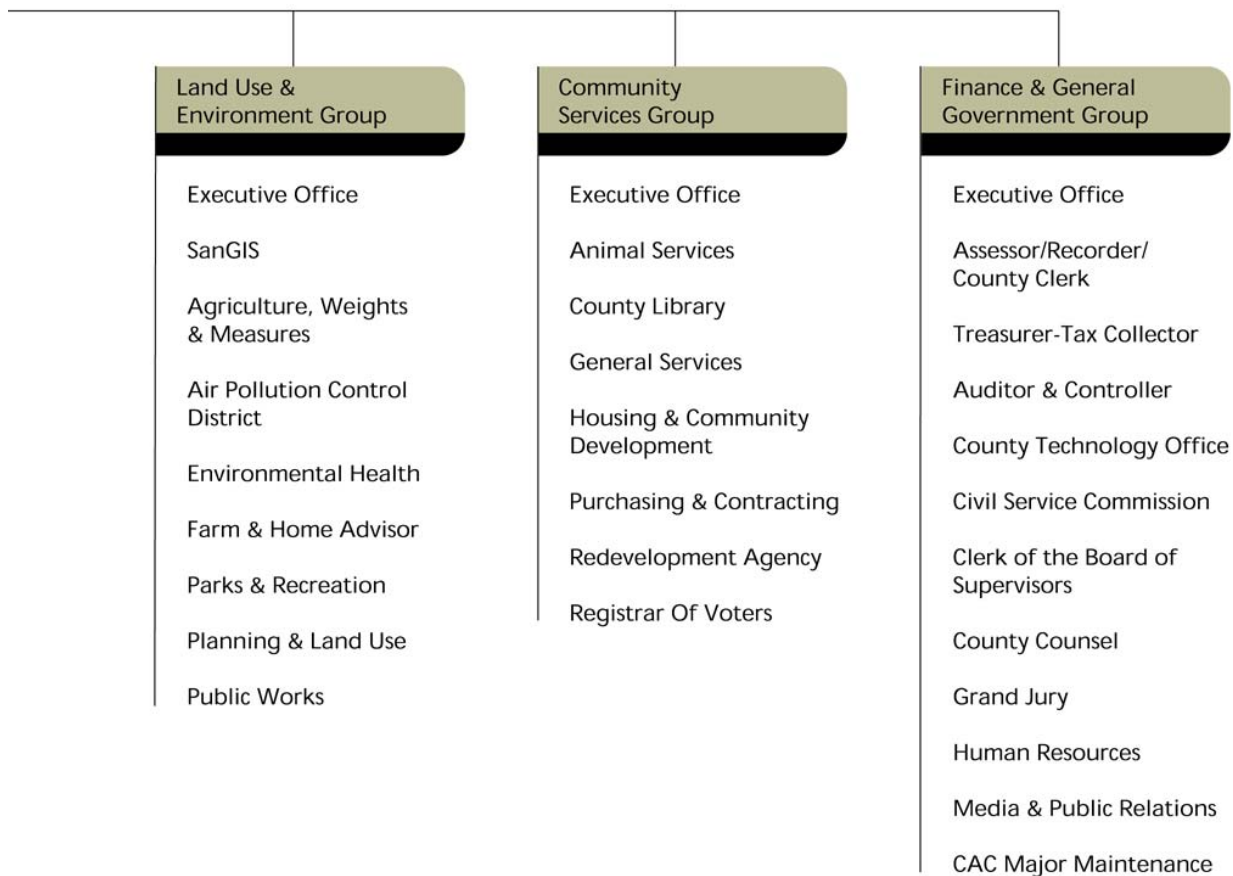 Land Use &
Environment Group
Executive Office
SanGIS
Agriculture, Weights
& Measures
Air Pollution Control
District
Environmental Health
Farm & Home Advisor
Parks & Recreation
Planning & Land Use
Public Works
Community
Services Group
Executive Office
Animal Services
County Library
General Services
Housing & Community
Development
Purchasing & Contracting
Redevelopment Agency
Registrar Of Voters
Finance & General
Government Group
Executive Office
Assessor/Recorder/
County Clerk
Treasurer-Tax Collector
Auditor & Controller
County Technology Office
Civil Service Commission
Clerk of the Board of
Supervisors
County Counsel
Grand Jury
Human Resources
Media & Public Relations
CAC Major Maintenance